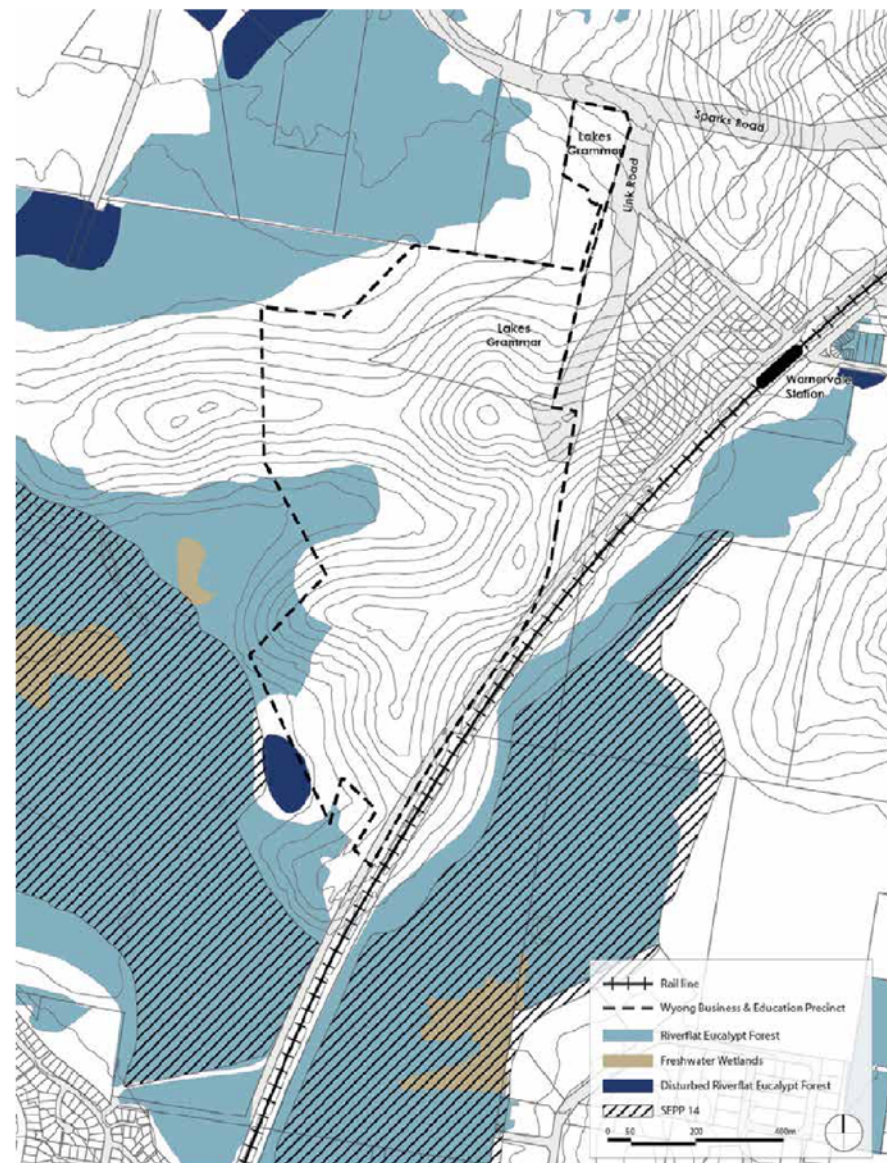 Sparks Road
Lakes
Grammar
Link Road
Lakes
Grammar
Warnervale
Station
Rail line
Wyong Business & Education Precinct
Riverflat Eucalypt Forest
Freshwater Wetlands
Disturbed Riverflat Eucalypt Forest
SEPP 14
0 50 200 400m